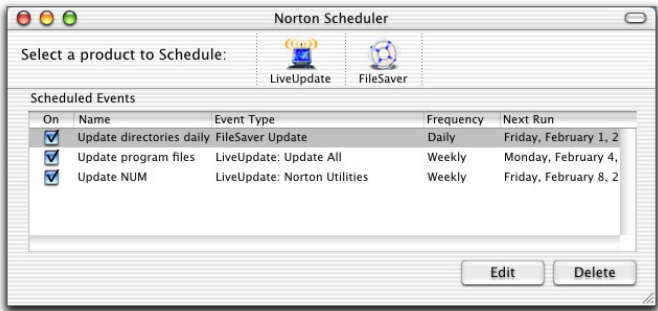 Norton Scheduler
Select a product to Schedule:
LiveUpdate
FileSaver
Scheduled Events
On Name Event Type Frequency Next Run
Update directories daily FileSaver Update Daily Friday, February 1, 2
Update program files LiveUpdate: Update All Weekly Monday, February 4,
Update NUM LiveUpdate: Norton Utilities Weekly Friday, February 8, 2
Edit Delete